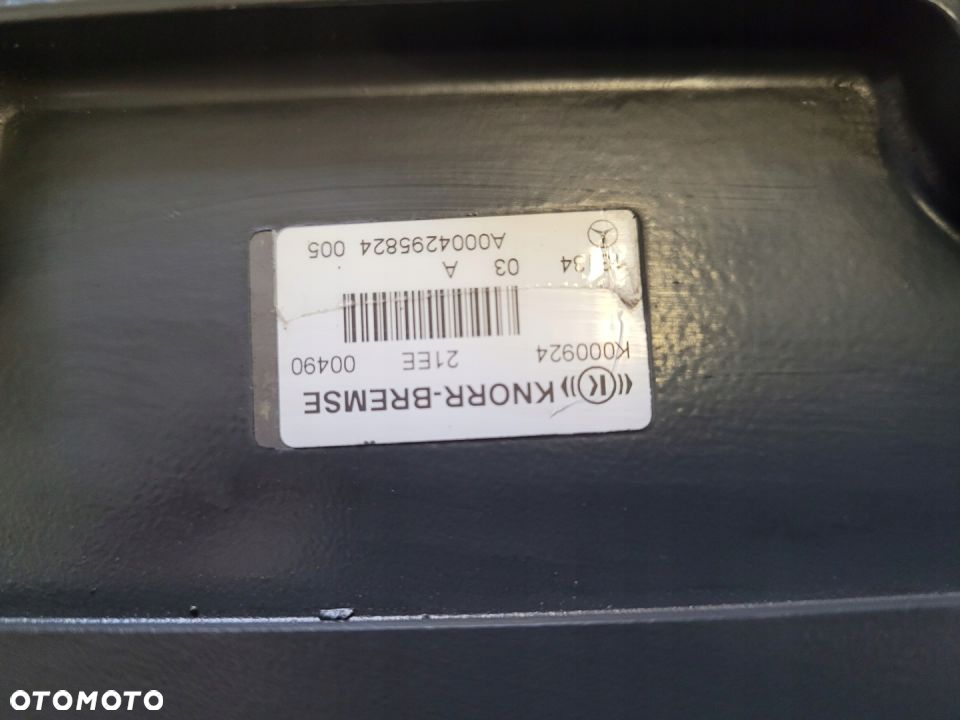 KNORR-BREMSE
K000924 21EE 00490
34 03 A
A0004295824 005
OTOMOTO